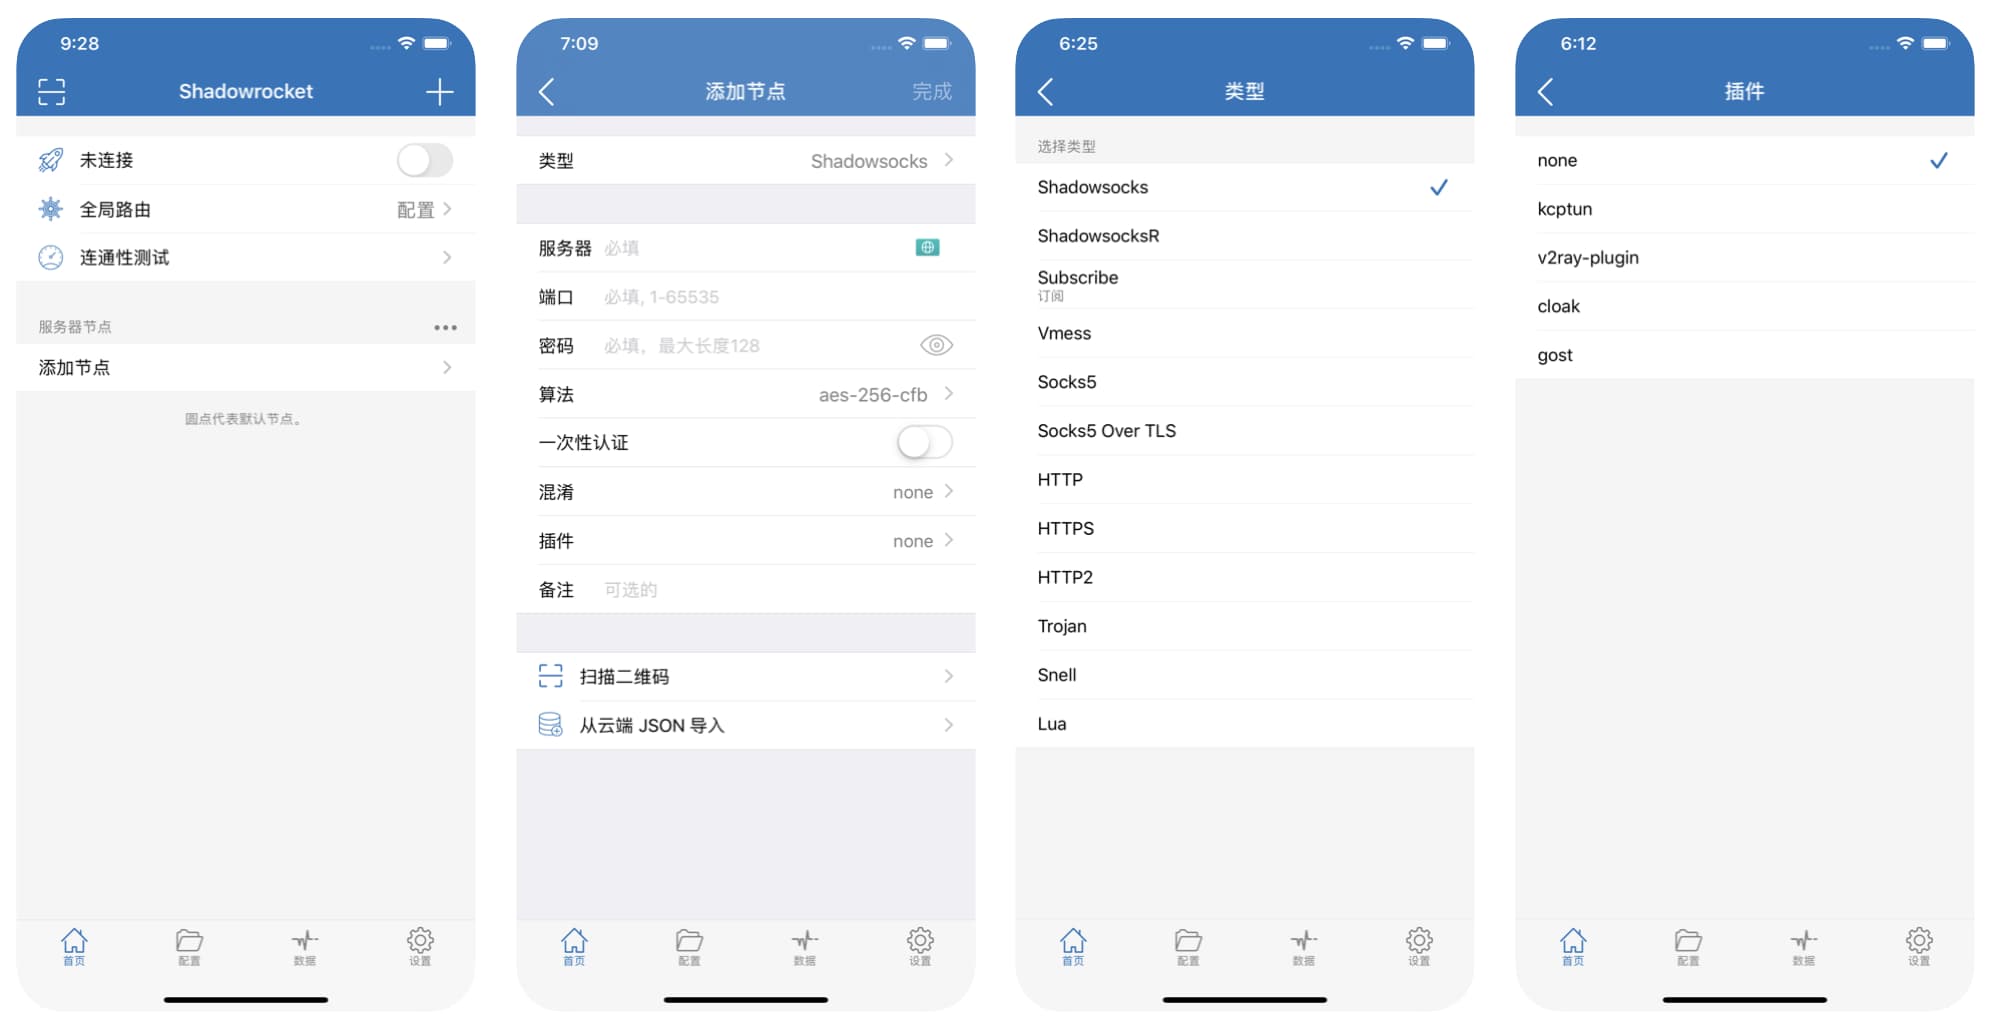 9:28
Shadowrocket
未连接
全局路由 配置
连通性测试
服务器节点
添加节点
圆点代表默认节点。
首页 配置 数据 设置
7:09
添加节点 完成
类型 Shadowsocks
服务器 必填
端口 必填, 1-65535
密码 必填，最大长度128
算法 aes-256-cfb
一次性认证
混淆 none
插件 none
备注 可选的
扫描二维码
从云端 JSON 导入
首页 配置 数据 设置
6:25
类型
选择类型
Shadowsocks
ShadowsocksR
Subscribe
订阅
Vmess
Socks5
Socks5 Over TLS
HTTP
HTTPS
HTTP2
Trojan
Snell
Lua
首页 配置 数据 设置
6:12
插件
none
kcptun
v2ray-plugin
cloak
gost
首页 配置 数据 设置